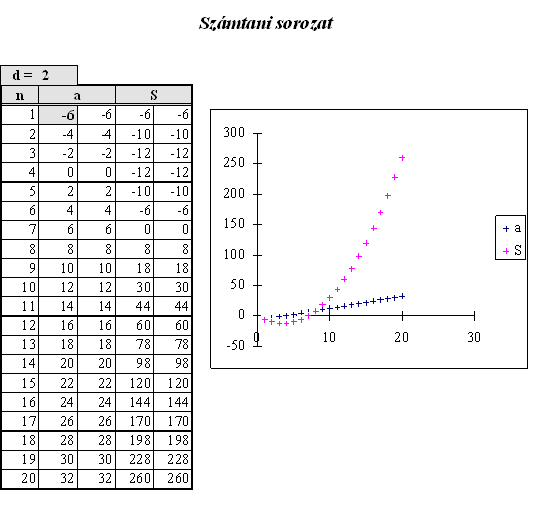 Számtani sorozat
d = 2
n a S
1 -6 -6 -6 -6
2 -4 -4 -10 -10
3 -2 -2 -12 -12
4 0 0 -12 -12
5 2 2 -10 -10
6 4 4 -6 -6
7 6 6 0 0
8 8 8 8 8
9 10 10 18 18
10 12 12 30 30
11 14 14 44 44
12 16 16 60 60
13 18 18 78 78
14 20 20 98 98
15 22 22 120 120
16 24 24 144 144
17 26 26 170 170
18 28 28 198 198
19 30 30 228 228
20 32 32 260 260
300
250
200
150
100
50
0
-50
0 10 20 30
a
S